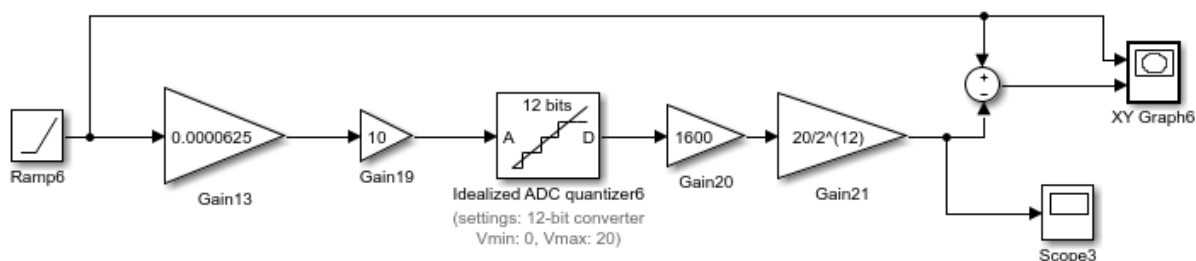 Ramp6
0.0000625
Gain13
10
Gain19
12 bits
A
D
Idealized ADC quantizer6
(settings: 12-bit converter
Vmin: 0, Vmax: 20)
1600
Gain20
20/2^(12)
Gain21
+
−
XY Graph6
Scope3